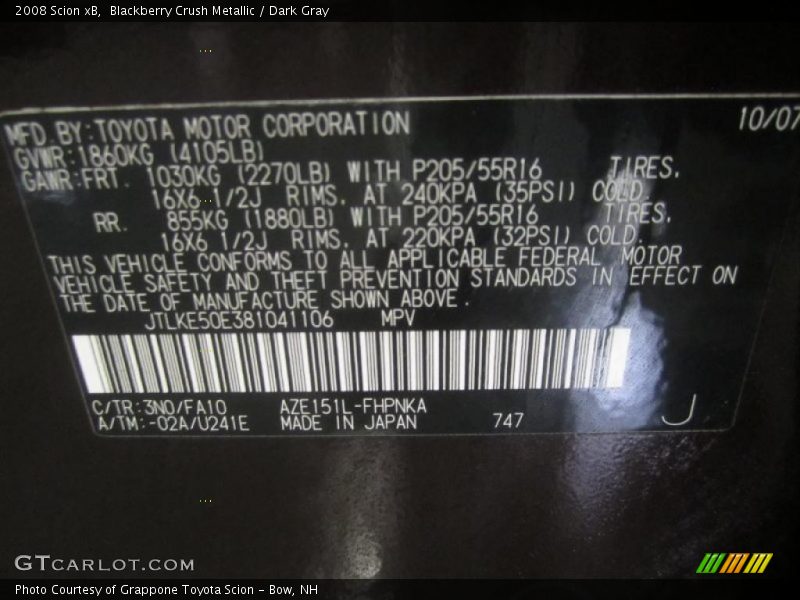 2008 Scion xB,  Blackberry Crush Metallic / Dark Gray
10/07
MFD.BY:TOYOTA MOTOR CORPORATION
GVWR:1860KG (4105LB)
GAWR:FRT. 1030KG (2270LB) WITH P205/55R16 TIRES,
16X6 1/2J RIMS, AT 240KPA (35PSI) COLD.
RR. 855KG (1880LB) WITH P205/55R16 TIRES,
16X6 1/2J RIMS, AT 220KPA (32PSI) COLD.
THIS VEHICLE CONFORMS TO ALL APPLICABLE FEDERAL MOTOR
VEHICLE SAFETY AND THEFT PREVENTION STANDARDS IN EFFECT ON
THE DATE OF MANUFACTURE SHOWN ABOVE.
JTLKE50E381041106 MPV
C/TR:3N0/FA10 AZE151L-FHPNKA
A/TM:-02A/U241E MADE IN JAPAN 747 J
GTCARLOT.COM
Photo Courtesy of Grappone Toyota Scion - Bow, NH